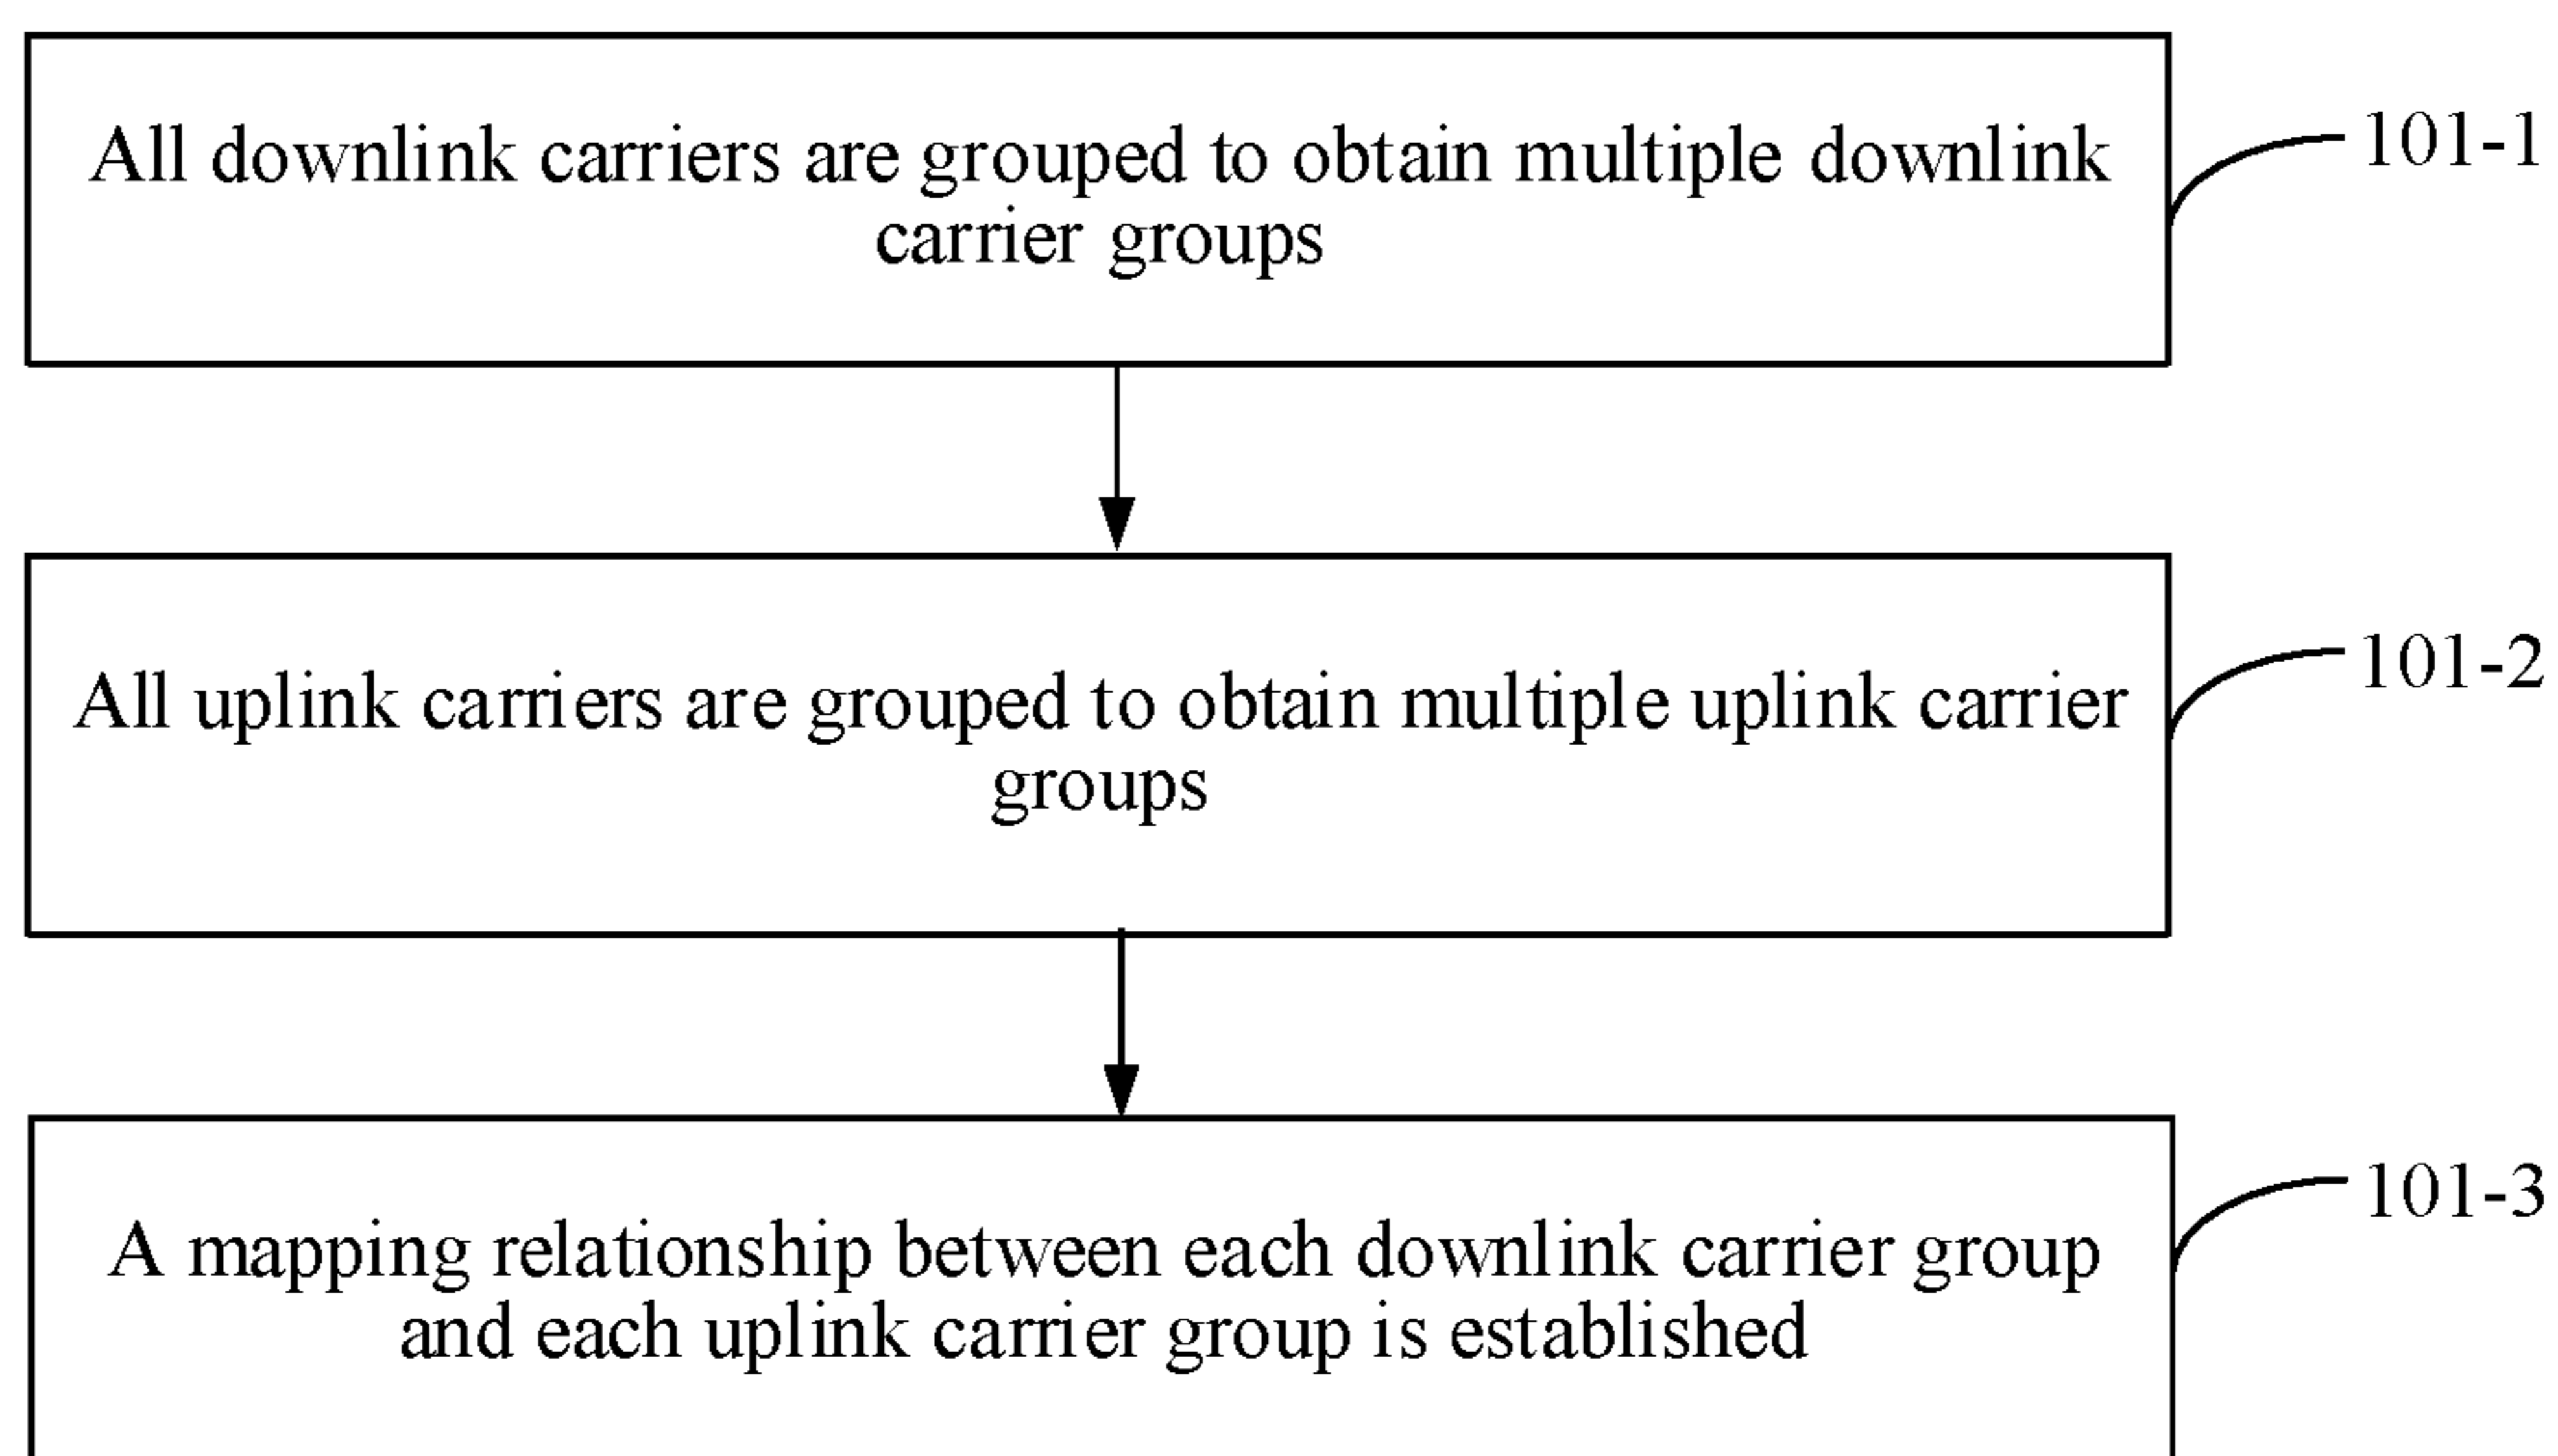 All downlink carriers are grouped to obtain multiple downlink
carrier groups
101-1
All uplink carriers are grouped to obtain multiple uplink carrier
groups
101-2
A mapping relationship between each downlink carrier group
and each uplink carrier group is established
101-3